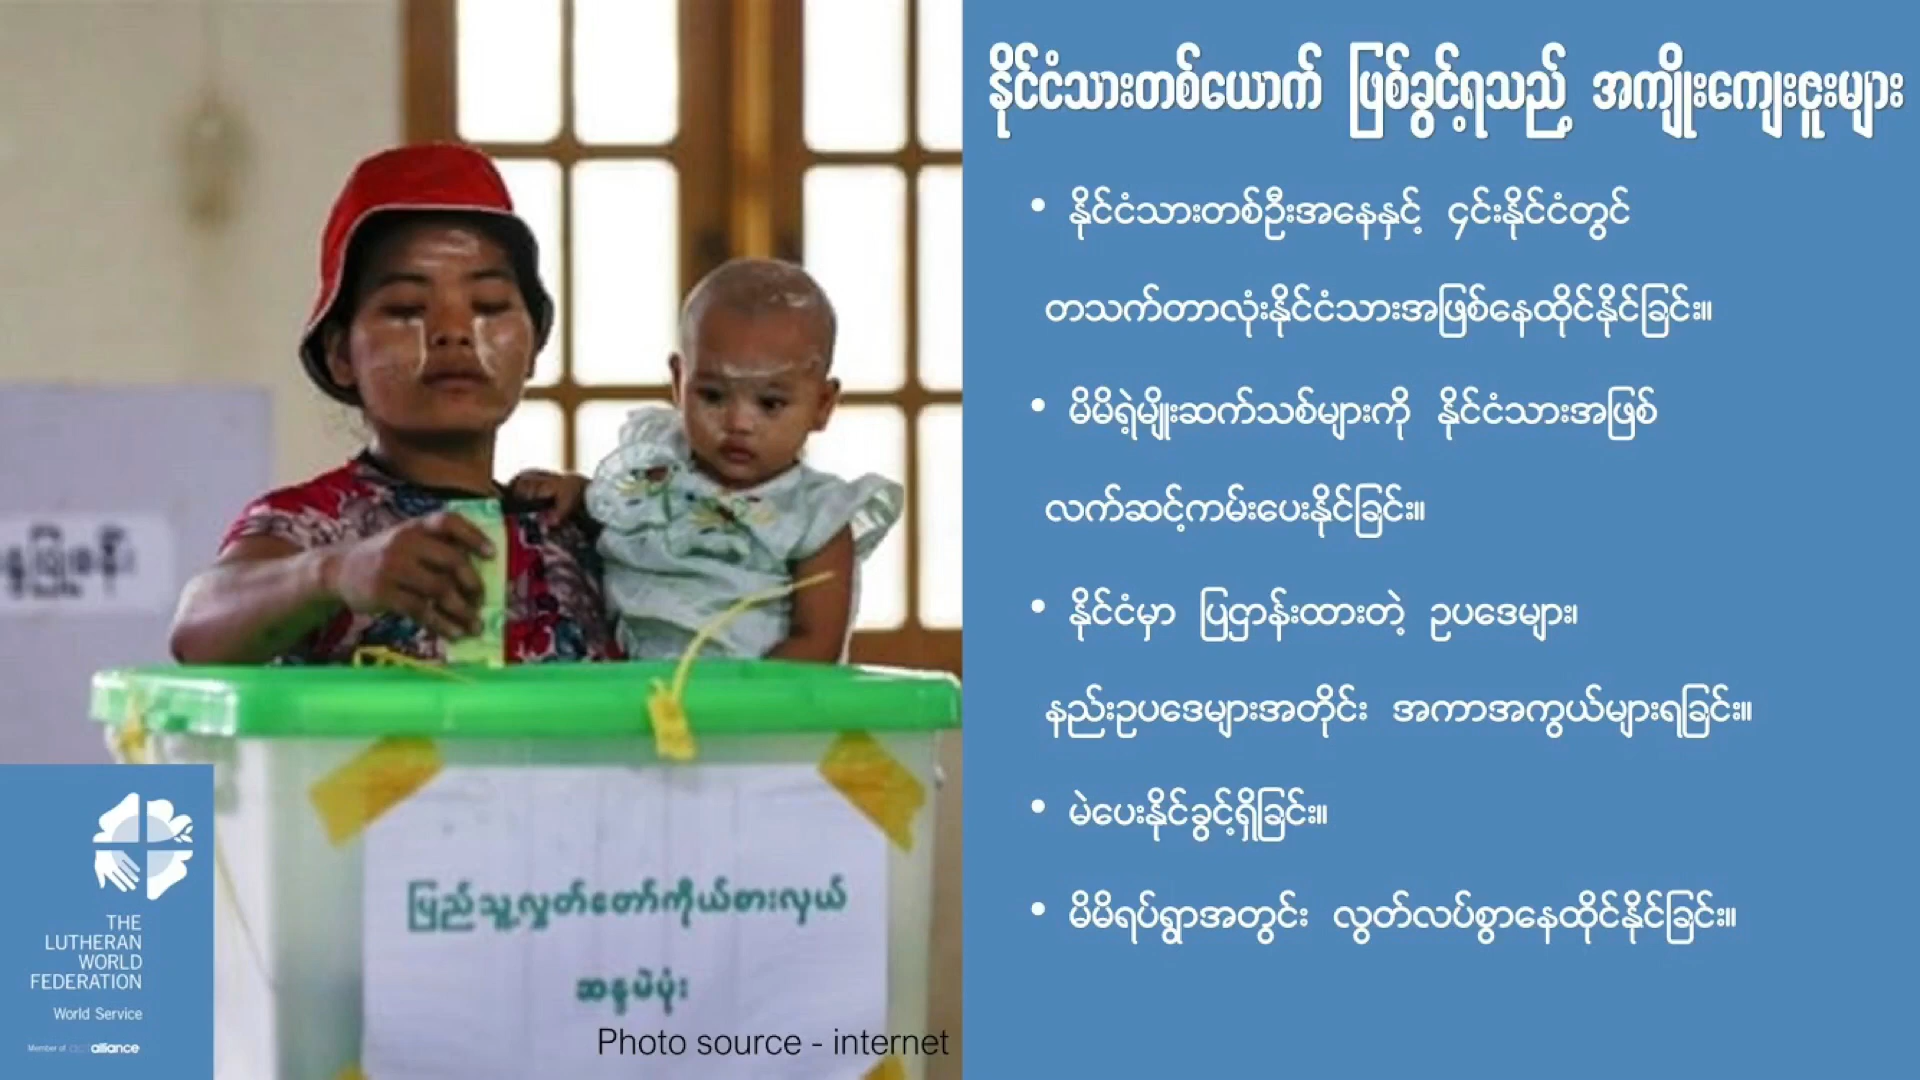 နိုင်ငံသားတစ်ယောက် ဖြစ်ခွင့်ရသည့် အကျိုးကျေးဇူးများ
• နိုင်ငံသားတစ်ဦးအနေနှင့် ၄င်းနိုင်ငံတွင်
တသက်တာလုံးနိုင်ငံသားအဖြစ်နေထိုင်နိုင်ခြင်း။
• မိမိရဲ့မျိုးဆက်သစ်များကို နိုင်ငံသားအဖြစ်
လက်ဆင့်ကမ်းပေးနိုင်ခြင်း။
• နိုင်ငံမှာ ပြဌာန်းထားတဲ့ ဥပဒေများ၊
နည်းဥပဒေများအတိုင်း အကာအကွယ်များရခြင်း။
• မဲပေးနိုင်ခွင့်ရှိခြင်း။
• မိမိရပ်ရွာအတွင်း လွတ်လပ်စွာနေထိုင်နိုင်ခြင်း။
ပြည်သူ့လွှတ်တော်ကိုယ်စားလှယ်
ဆန္ဒမဲပုံး
Photo source - internet
THE
LUTHERAN
WORLD
FEDERATION
World Service
Member of actalliance